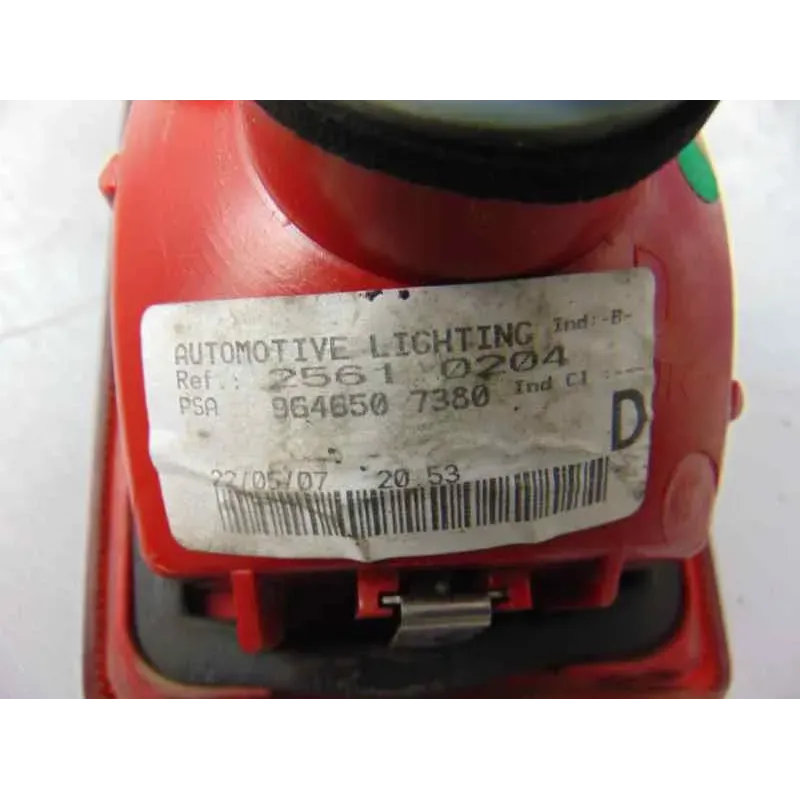 AUTOMOTIVE LIGHTING Ind:-B-
Ref.: 2561 0204 Ind Cl :---
PSA 964650 7380
D
22/05/07 20 53